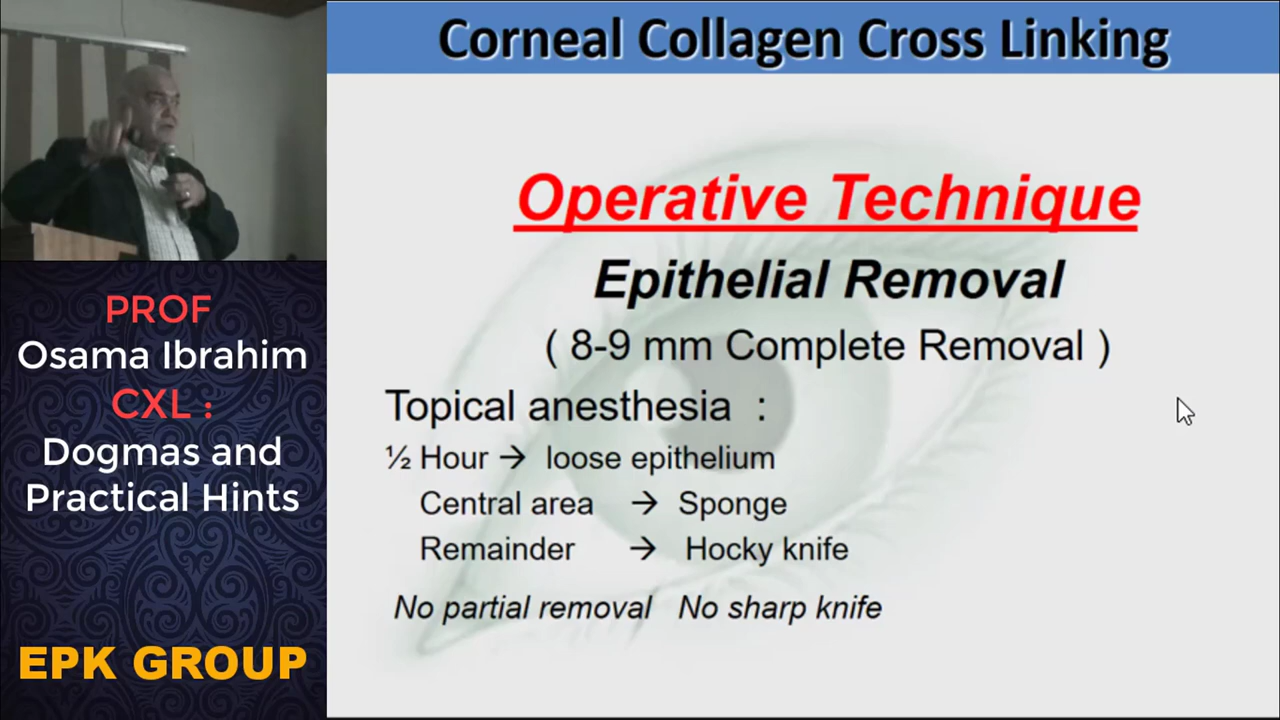 Corneal Collagen Cross Linking
Operative Technique
Epithelial Removal
( 8-9 mm Complete Removal )
Topical anesthesia :
½ Hour → loose epithelium
Central area → Sponge
Remainder → Hocky knife
No partial removal No sharp knife
PROF
Osama Ibrahim
CXL :
Dogmas and
Practical Hints
EPK GROUP